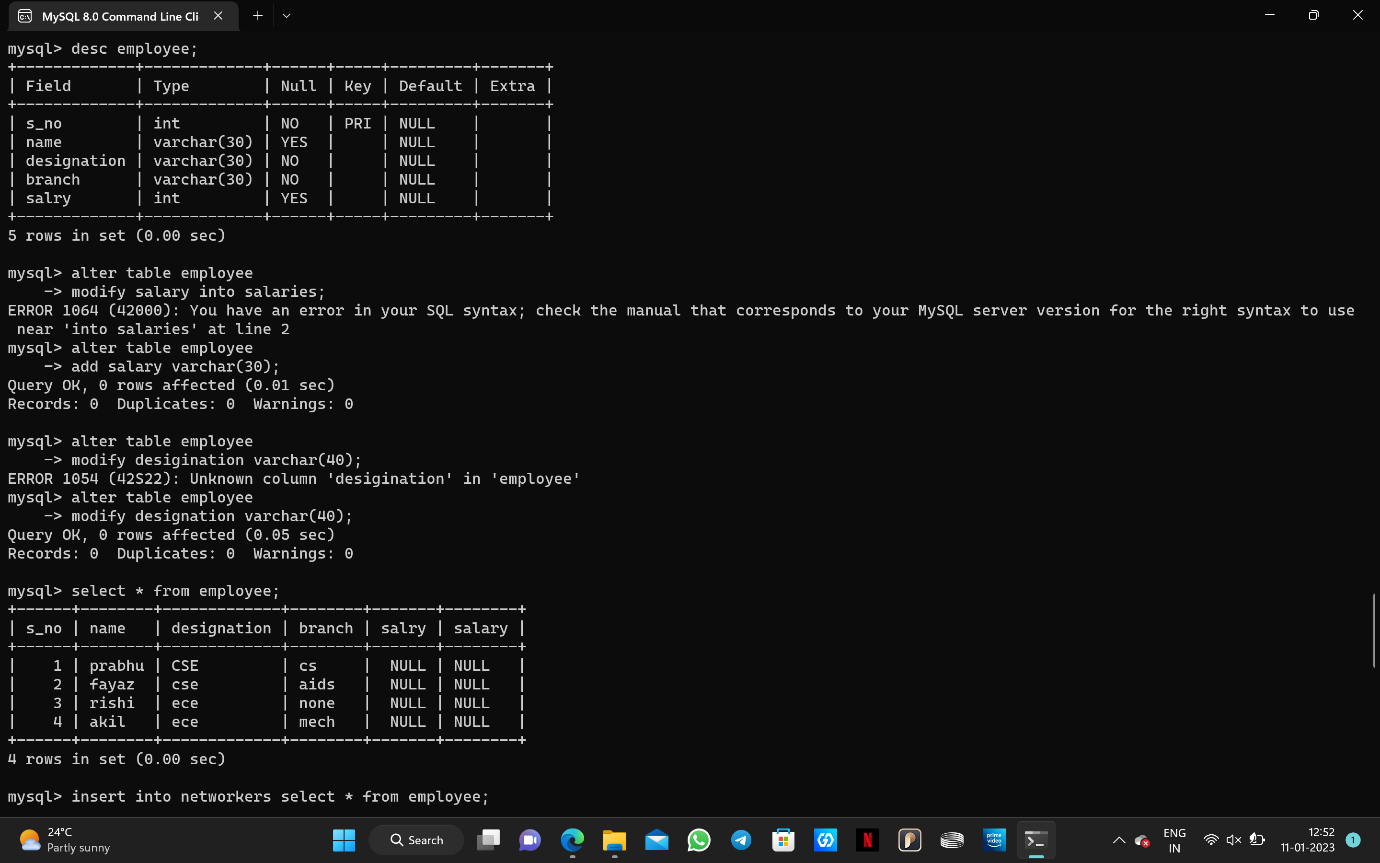 MySQL 8.0 Command Line Cli
mysql> desc employee;
+-------------+-------------+------+-----+---------+-------+
| Field       | Type        | Null | Key | Default | Extra |
+-------------+-------------+------+-----+---------+-------+
| s_no        | int         | NO   | PRI | NULL    |       |
| name        | varchar(30) | YES  |     | NULL    |       |
| designation | varchar(30) | NO   |     | NULL    |       |
| branch      | varchar(30) | NO   |     | NULL    |       |
| salry       | int         | YES  |     | NULL    |       |
+-------------+-------------+------+-----+---------+-------+
5 rows in set (0.00 sec)
mysql> alter table employee
    -> modify salary into salaries;
ERROR 1064 (42000): You have an error in your SQL syntax; check the manual that corresponds to your MySQL server version for the right syntax to use
 near 'into salaries' at line 2
mysql> alter table employee
    -> add salary varchar(30);
Query OK, 0 rows affected (0.01 sec)
Records: 0  Duplicates: 0  Warnings: 0
mysql> alter table employee
    -> modify desigination varchar(40);
ERROR 1054 (42S22): Unknown column 'desigination' in 'employee'
mysql> alter table employee
    -> modify designation varchar(40);
Query OK, 0 rows affected (0.05 sec)
Records: 0  Duplicates: 0  Warnings: 0
mysql> select * from employee;
+------+--------+-------------+--------+-------+--------+
| s_no | name   | designation | branch | salry | salary |
+------+--------+-------------+--------+-------+--------+
|    1 | prabhu | CSE         | cs     |  NULL | NULL   |
|    2 | fayaz  | cse         | aids   |  NULL | NULL   |
|    3 | rishi  | ece         | none   |  NULL | NULL   |
|    4 | akil   | ece         | mech   |  NULL | NULL   |
+------+--------+-------------+--------+-------+--------+
4 rows in set (0.00 sec)
mysql> insert into networkers select * from employee;
24°C
Partly sunny
Search
N
prime video
ENG
IN
12:52
11-01-2023
1